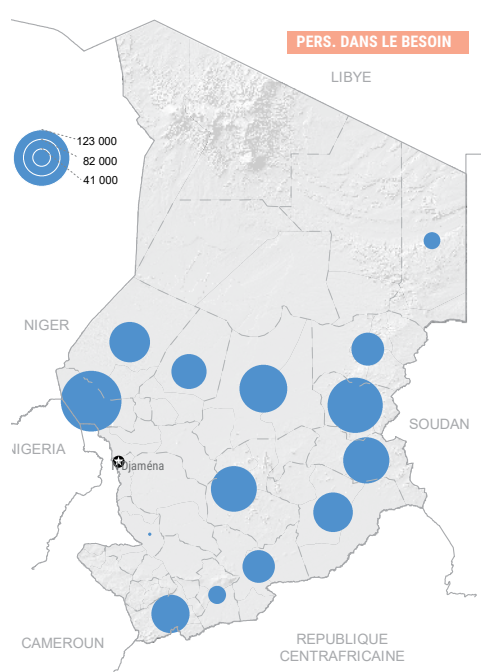 PERS. DANS LE BESOIN
LIBYE
123 000
82 000
41 000
NIGER
SOUDAN
NIGERIA
N'Djaména
CAMEROUN
REPUBLIQUE
CENTRAFRICAINE